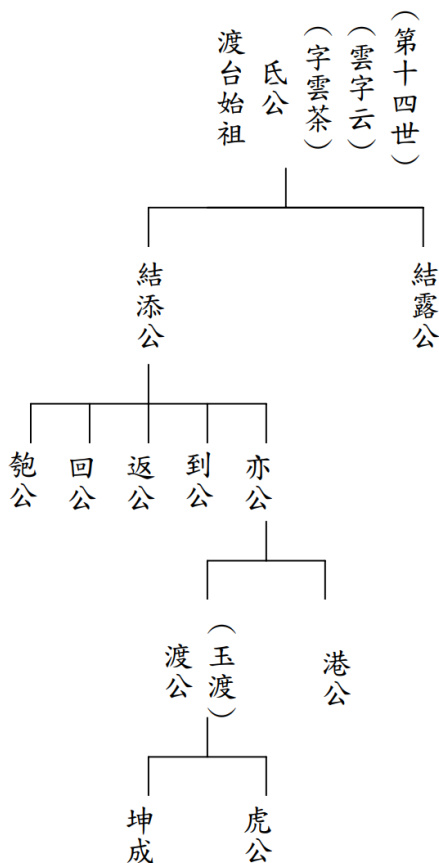 （第十四世）
（雲字云）
（字雲茶）
氏公
渡台始祖
結露公
結添公
亦公
到公
返公
回公
匏公
港公
（玉渡）
渡公
虎公
坤成